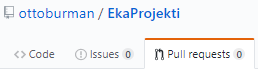 ottoburman / EkaProjekti
Code Issues 0 Pull requests 0